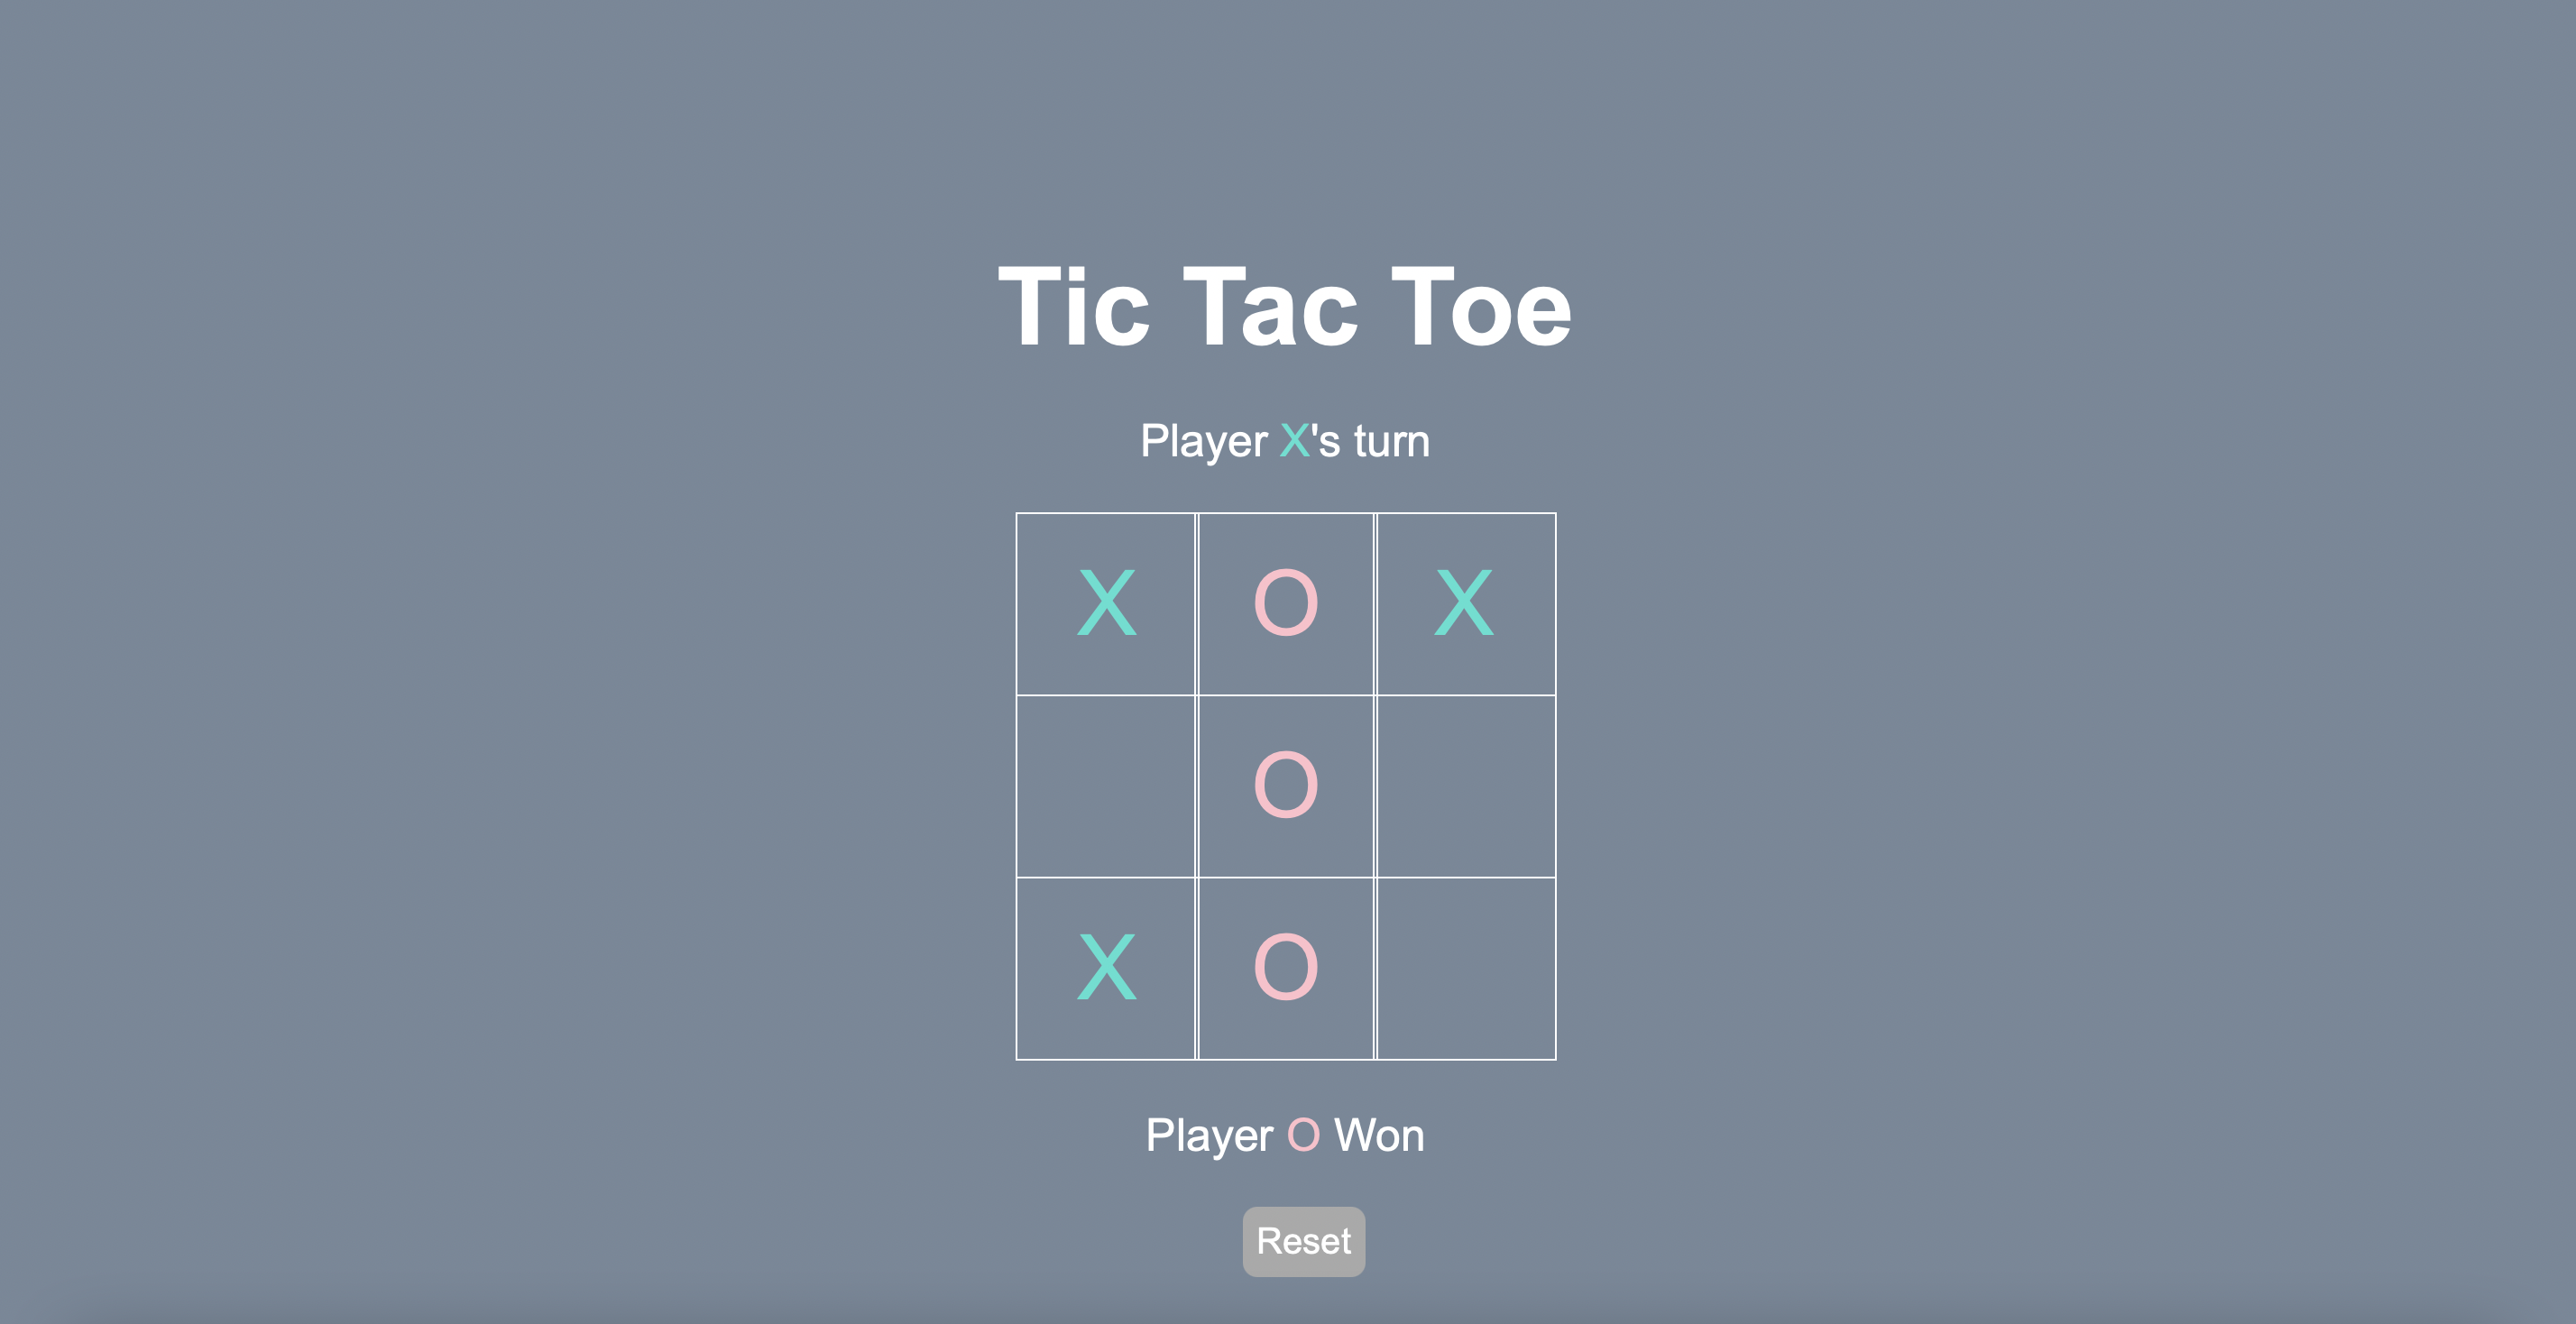 Tic Tac Toe
Player X's turn
X O X
O
X O
Player O Won
Reset